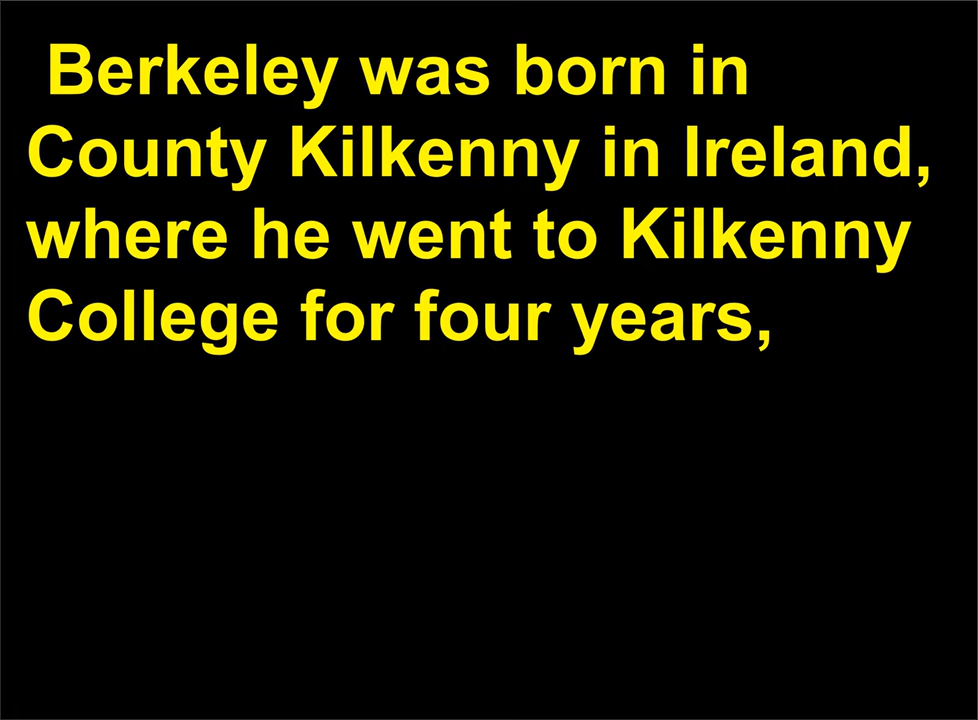 Berkeley was born in
County Kilkenny in Ireland,
where he went to Kilkenny
College for four years,